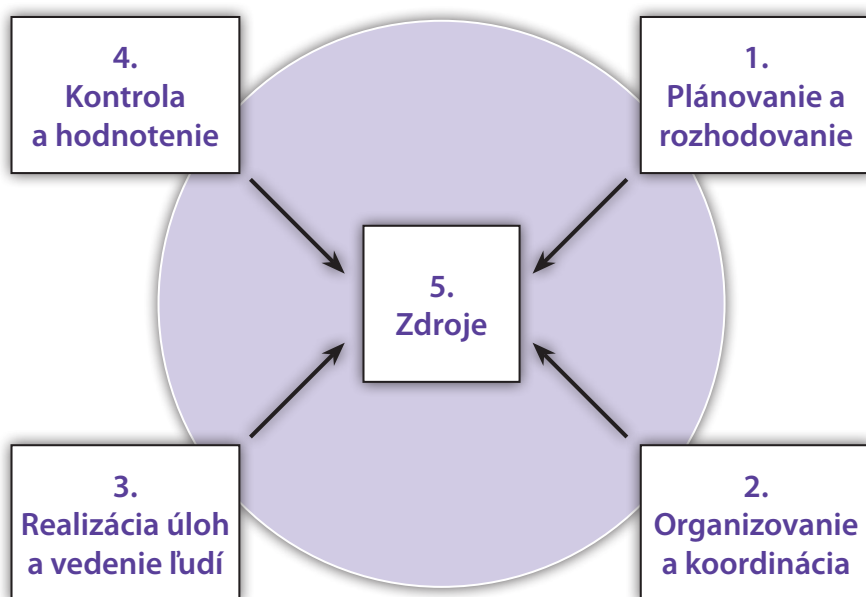 4.
Kontrola
a hodnotenie
1.
Plánovanie a
rozhodovanie
5.
Zdroje
3.
Realizácia úloh
a vedenie ľudí
2.
Organizovanie
a koordinácia